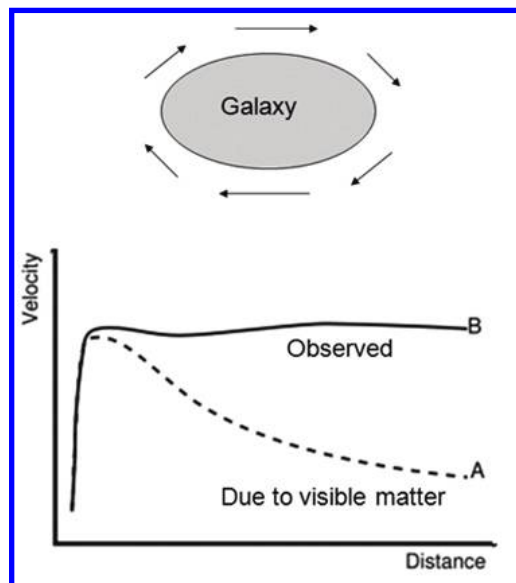 Galaxy
Velocity
B
Observed
A
Due to visible matter
Distance